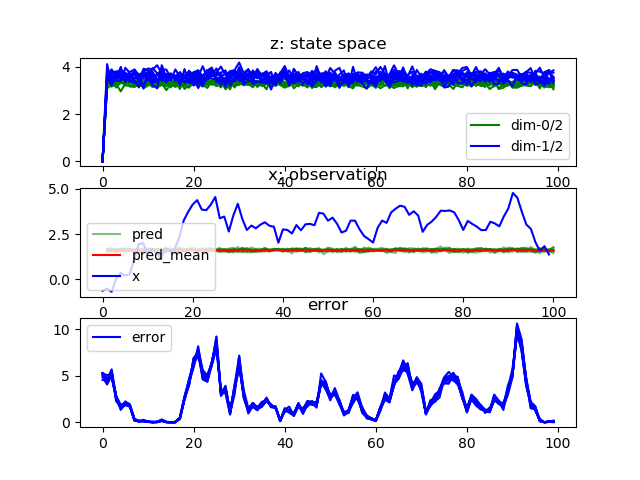 z: state space
4
2
0
dim-0/2
dim-1/2
0 20 40 60 80 100
x: observation
5.0
2.5
0.0
pred
pred_mean
x
0 20 40 60 80 100
error
10
5
0
error
0 20 40 60 80 100